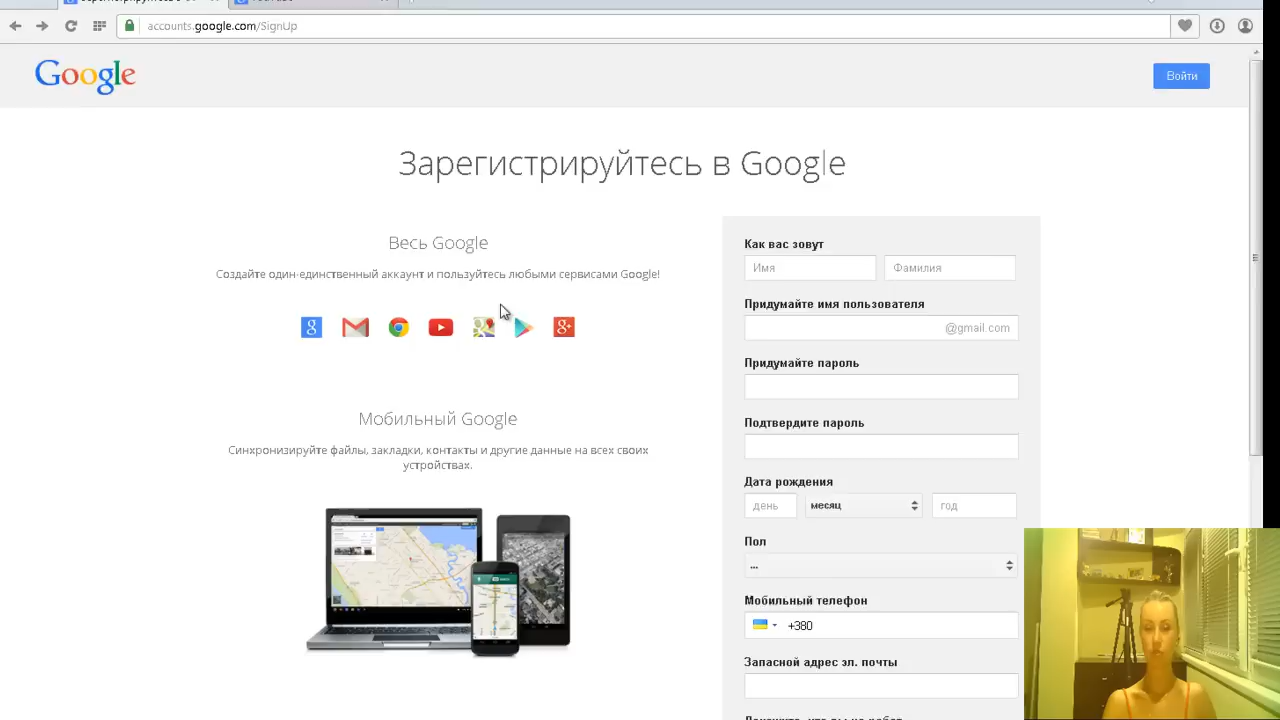 accounts.google.com/SignUp
Google
Войти
Зарегистрируйтесь в Google
Весь Google
Создайте один-единственный аккаунт и пользуйтесь любыми сервисами Google!
Мобильный Google
Синхронизируйте файлы, закладки, контакты и другие данные на всех своих
устройствах.
Как вас зовут
Имя
Фамилия
Придумайте имя пользователя
@gmail.com
Придумайте пароль
Подтвердите пароль
Дата рождения
день
месяц
год
Пол
...
Мобильный телефон
+380
Запасной адрес эл. почты